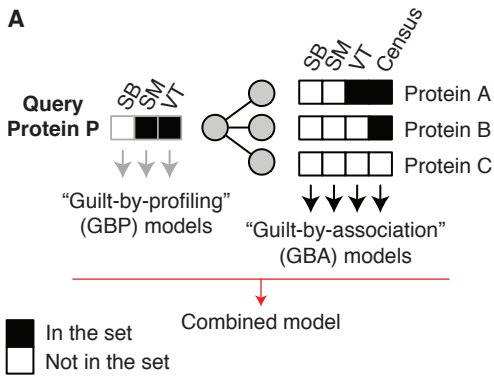 A
SB SM VT
SB SM VT Census
Query
Protein P
Protein A
Protein B
Protein C
“Guilt-by-profiling”
(GBP) models
“Guilt-by-association”
(GBA) models
Combined model
In the set
Not in the set